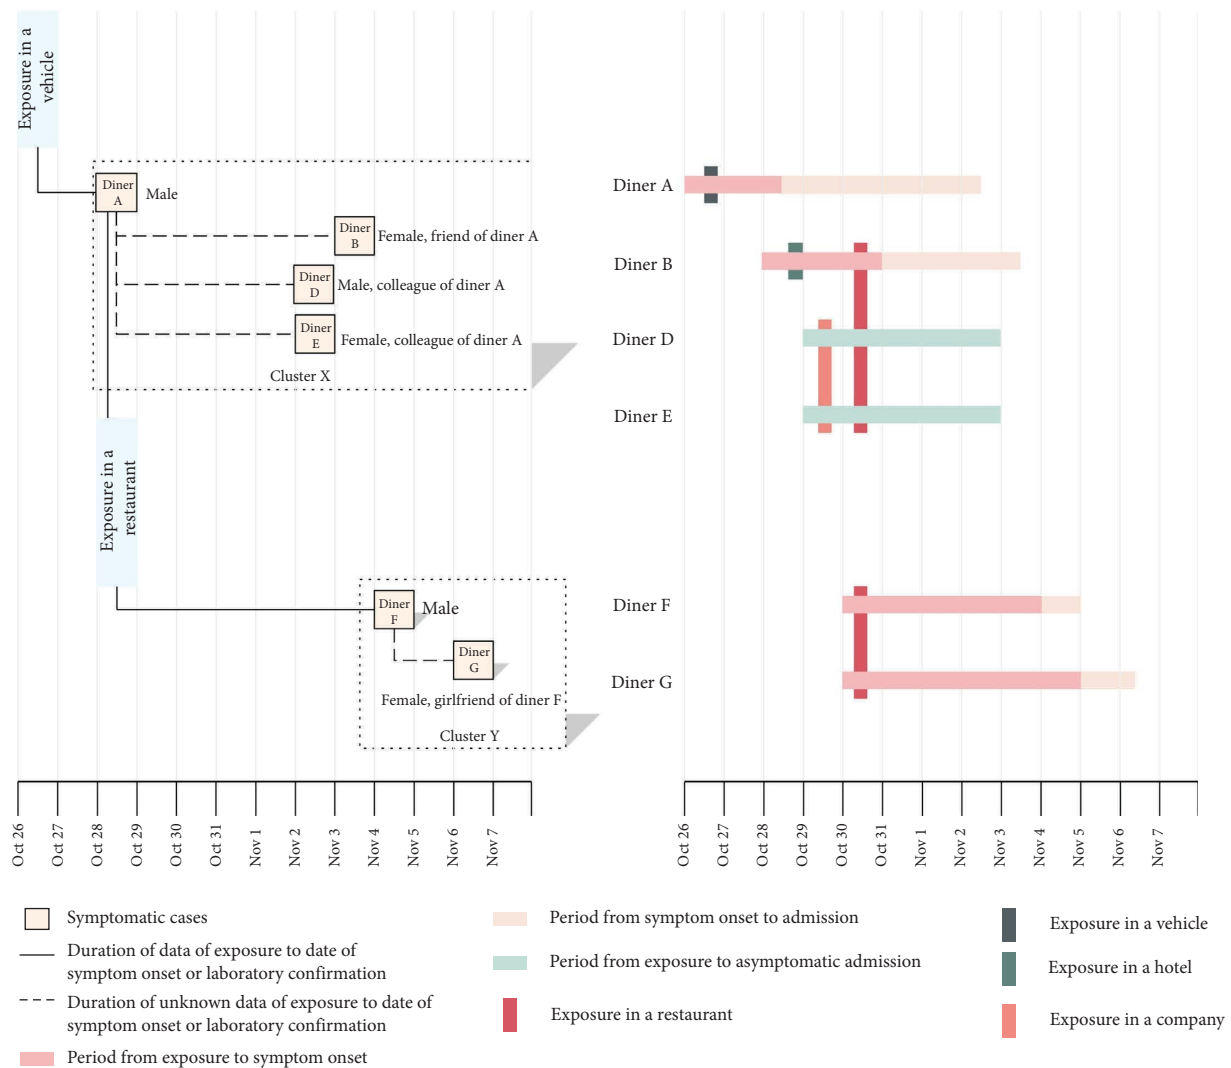 Exposure in a
vehicle
Diner
A
Male
Diner
B
Female, friend of diner A
Diner
D
Male, colleague of diner A
Diner
E
Female, colleague of diner A
Cluster X
Exposure in a
restaurant
Diner
F
Male
Diner
G
Female, girlfriend of diner F
Cluster Y
Oct 26
Oct 27
Oct 28
Oct 29
Oct 30
Oct 31
Nov 1
Nov 2
Nov 3
Nov 4
Nov 5
Nov 6
Nov 7
Diner A
Diner B
Diner D
Diner E
Diner F
Diner G
Oct 26
Oct 27
Oct 28
Oct 29
Oct 30
Oct 31
Nov 1
Nov 2
Nov 3
Nov 4
Nov 5
Nov 6
Nov 7
Symptomatic cases
Duration of data of exposure to date of
symptom onset or laboratory confirmation
Duration of unknown data of exposure to date of
symptom onset or laboratory confirmation
Period from exposure to symptom onset
Period from symptom onset to admission
Period from exposure to asymptomatic admission
Exposure in a restaurant
Exposure in a vehicle
Exposure in a hotel
Exposure in a company